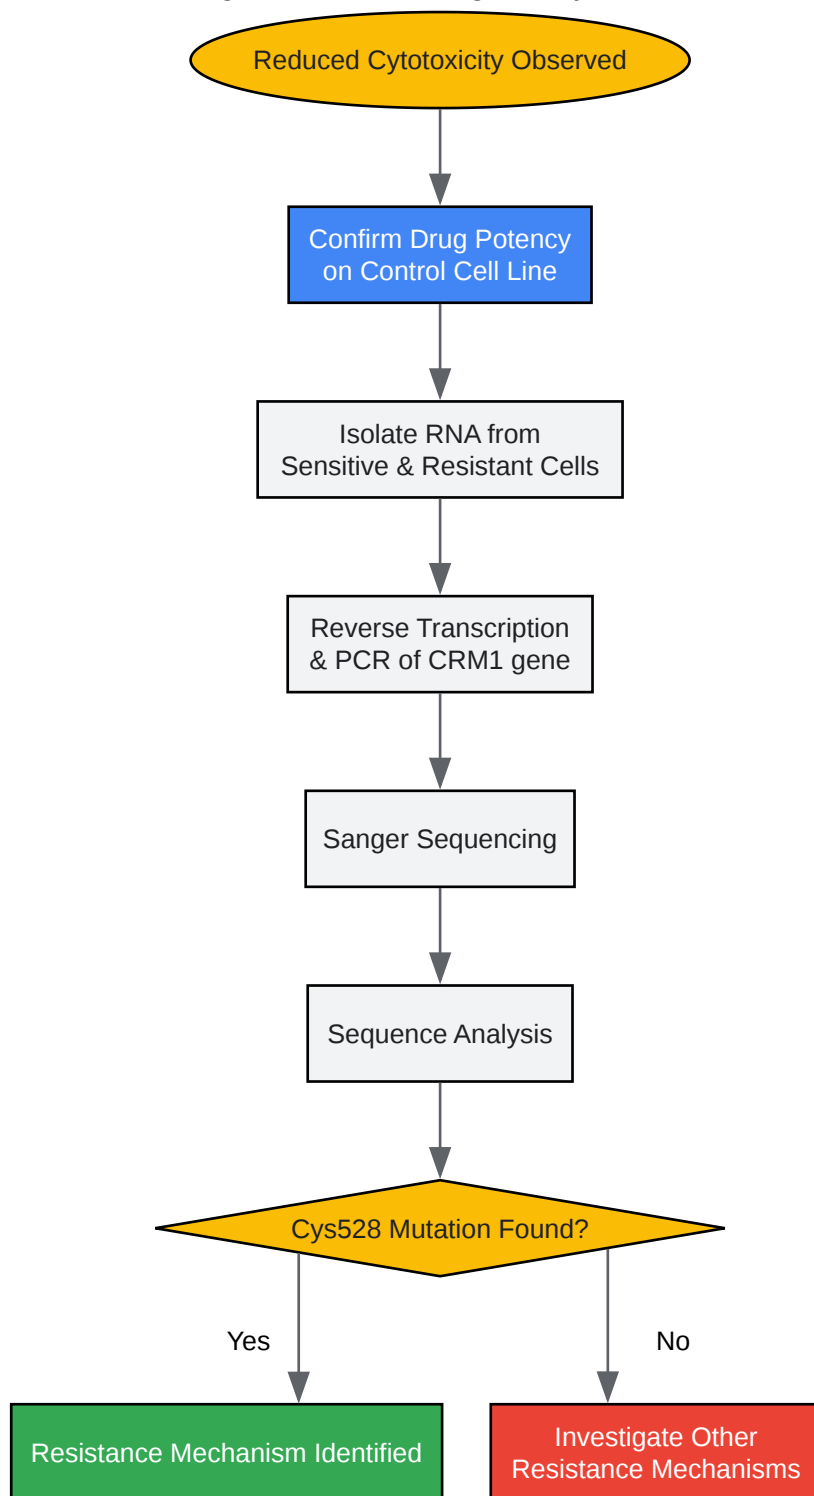 Reduced Cytotoxicity Observed
Confirm Drug Potency
on Control Cell Line
Isolate RNA from
Sensitive & Resistant Cells
Reverse Transcription
& PCR of CRM1 gene
Sanger Sequencing
Sequence Analysis
Cys528 Mutation Found?
Yes
No
Resistance Mechanism Identified
Investigate Other
Resistance Mechanisms